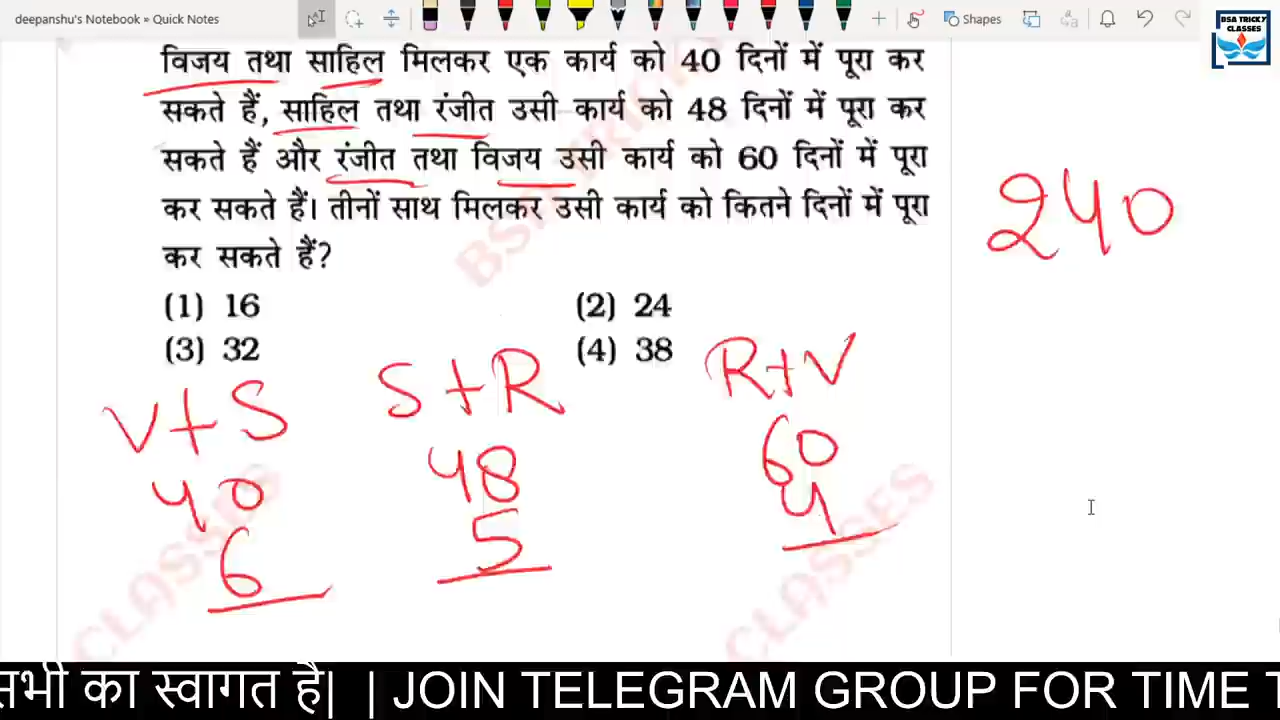 deepanshu's Notebook » Quick Notes
Shapes
BSA TRICKY
CLASSES
विजय तथा साहिल मिलकर एक कार्य को 40 दिनों में पूरा कर
सकते हैं, साहिल तथा रंजीत उसी कार्य को 48 दिनों में पूरा कर
सकते हैं और रंजीत तथा विजय उसी कार्य को 60 दिनों में पूरा
कर सकते हैं। तीनों साथ मिलकर उसी कार्य को कितने दिनों में पूरा
कर सकते हैं?
240
(1) 16 (2) 24
(3) 32 (4) 38
V+S S+R R+V
40 48 60
6 5 4
CLASSES CLASSES
सभी का स्वागत है| | JOIN TELEGRAM GROUP FOR TIME